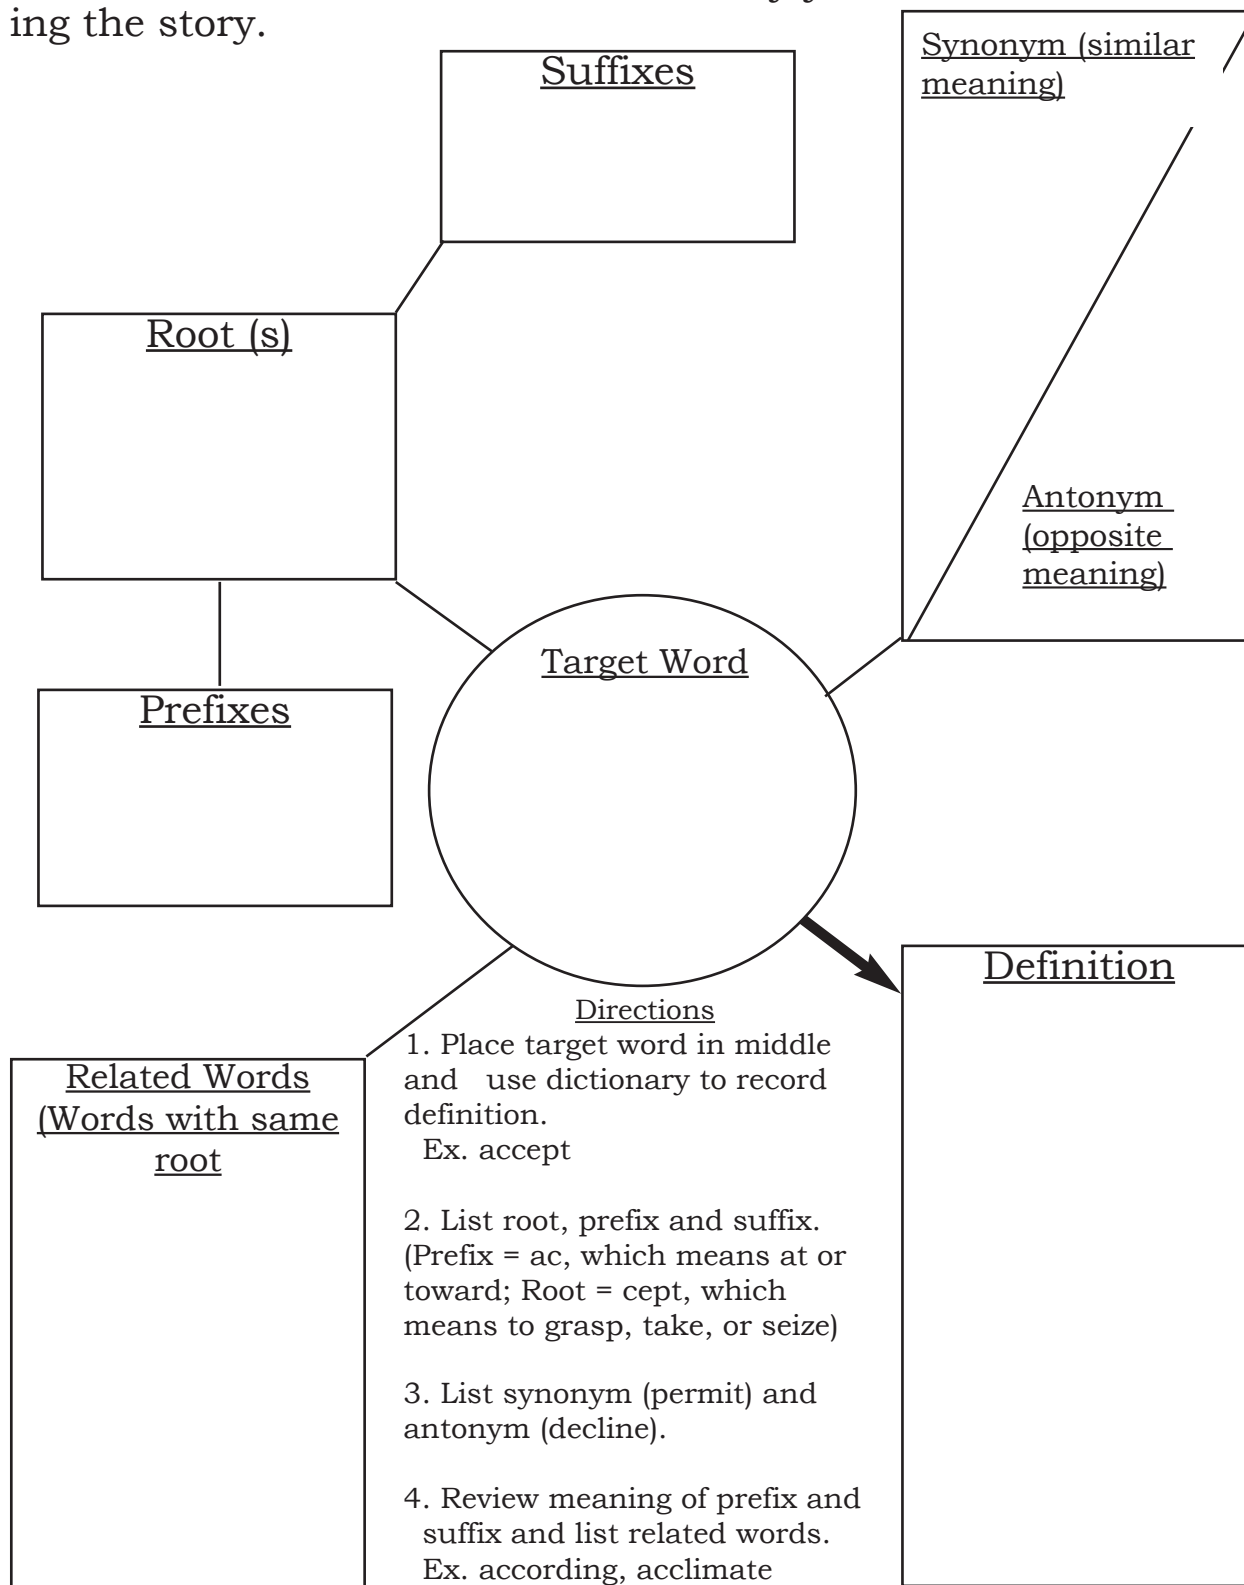 ing the story.
Suffixes
Synonym (similar
meaning)
Root (s)
Antonym
(opposite
meaning)
Target Word
Prefixes
Definition
Directions
1. Place target word in middle
and use dictionary to record
definition.
Ex. accept
Related Words
(Words with same
root
2. List root, prefix and suffix.
(Prefix = ac, which means at or
toward; Root = cept, which
means to grasp, take, or seize)
3. List synonym (permit) and
antonym (decline).
4. Review meaning of prefix and
suffix and list related words.
Ex. according, acclimate